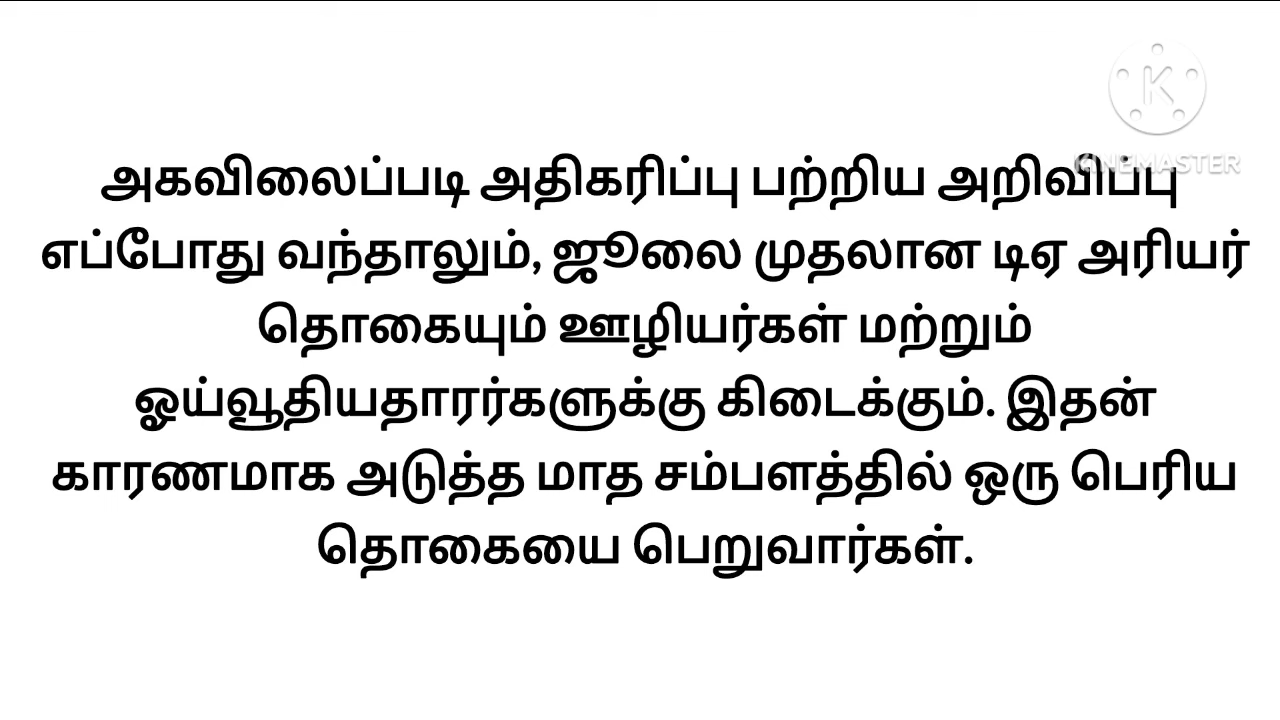 KINEMASTER
அகவிலைப்படி அதிகரிப்பு பற்றிய அறிவிப்பு
எப்போது வந்தாலும், ஜூலை முதலான டிஏ அரியர்
தொகையும் ஊழியர்கள் மற்றும்
ஓய்வூதியதாரர்களுக்கு கிடைக்கும். இதன்
காரணமாக அடுத்த மாத சம்பளத்தில் ஒரு பெரிய
தொகையை பெறுவார்கள்.